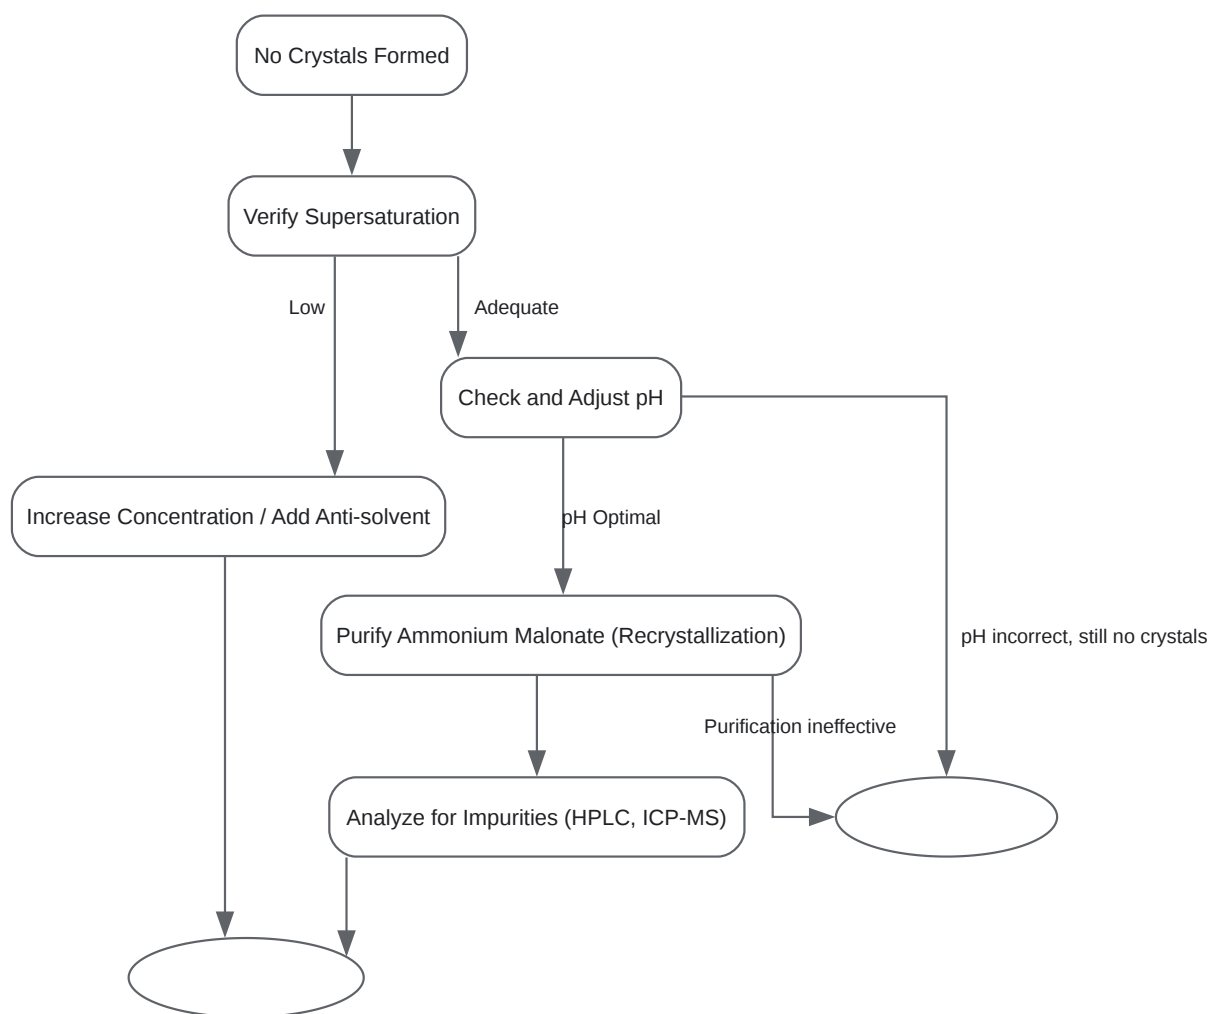 No Crystals Formed
Verify Supersaturation
Low
Adequate
Check and Adjust pH
Increase Concentration / Add Anti-solvent
pH Optimal
Purify Ammonium Malonate (Recrystallization)
pH incorrect, still no crystals
Purification ineffective
Analyze for Impurities (HPLC, ICP-MS)